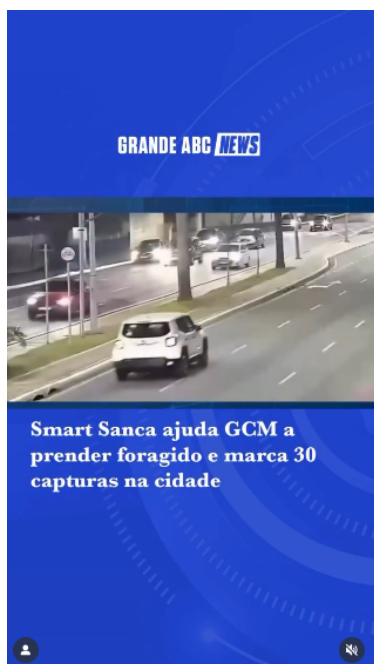 GRANDE ABC NEWS
Smart Sanca ajuda GCM a
prender foragido e marca 30
capturas na cidade